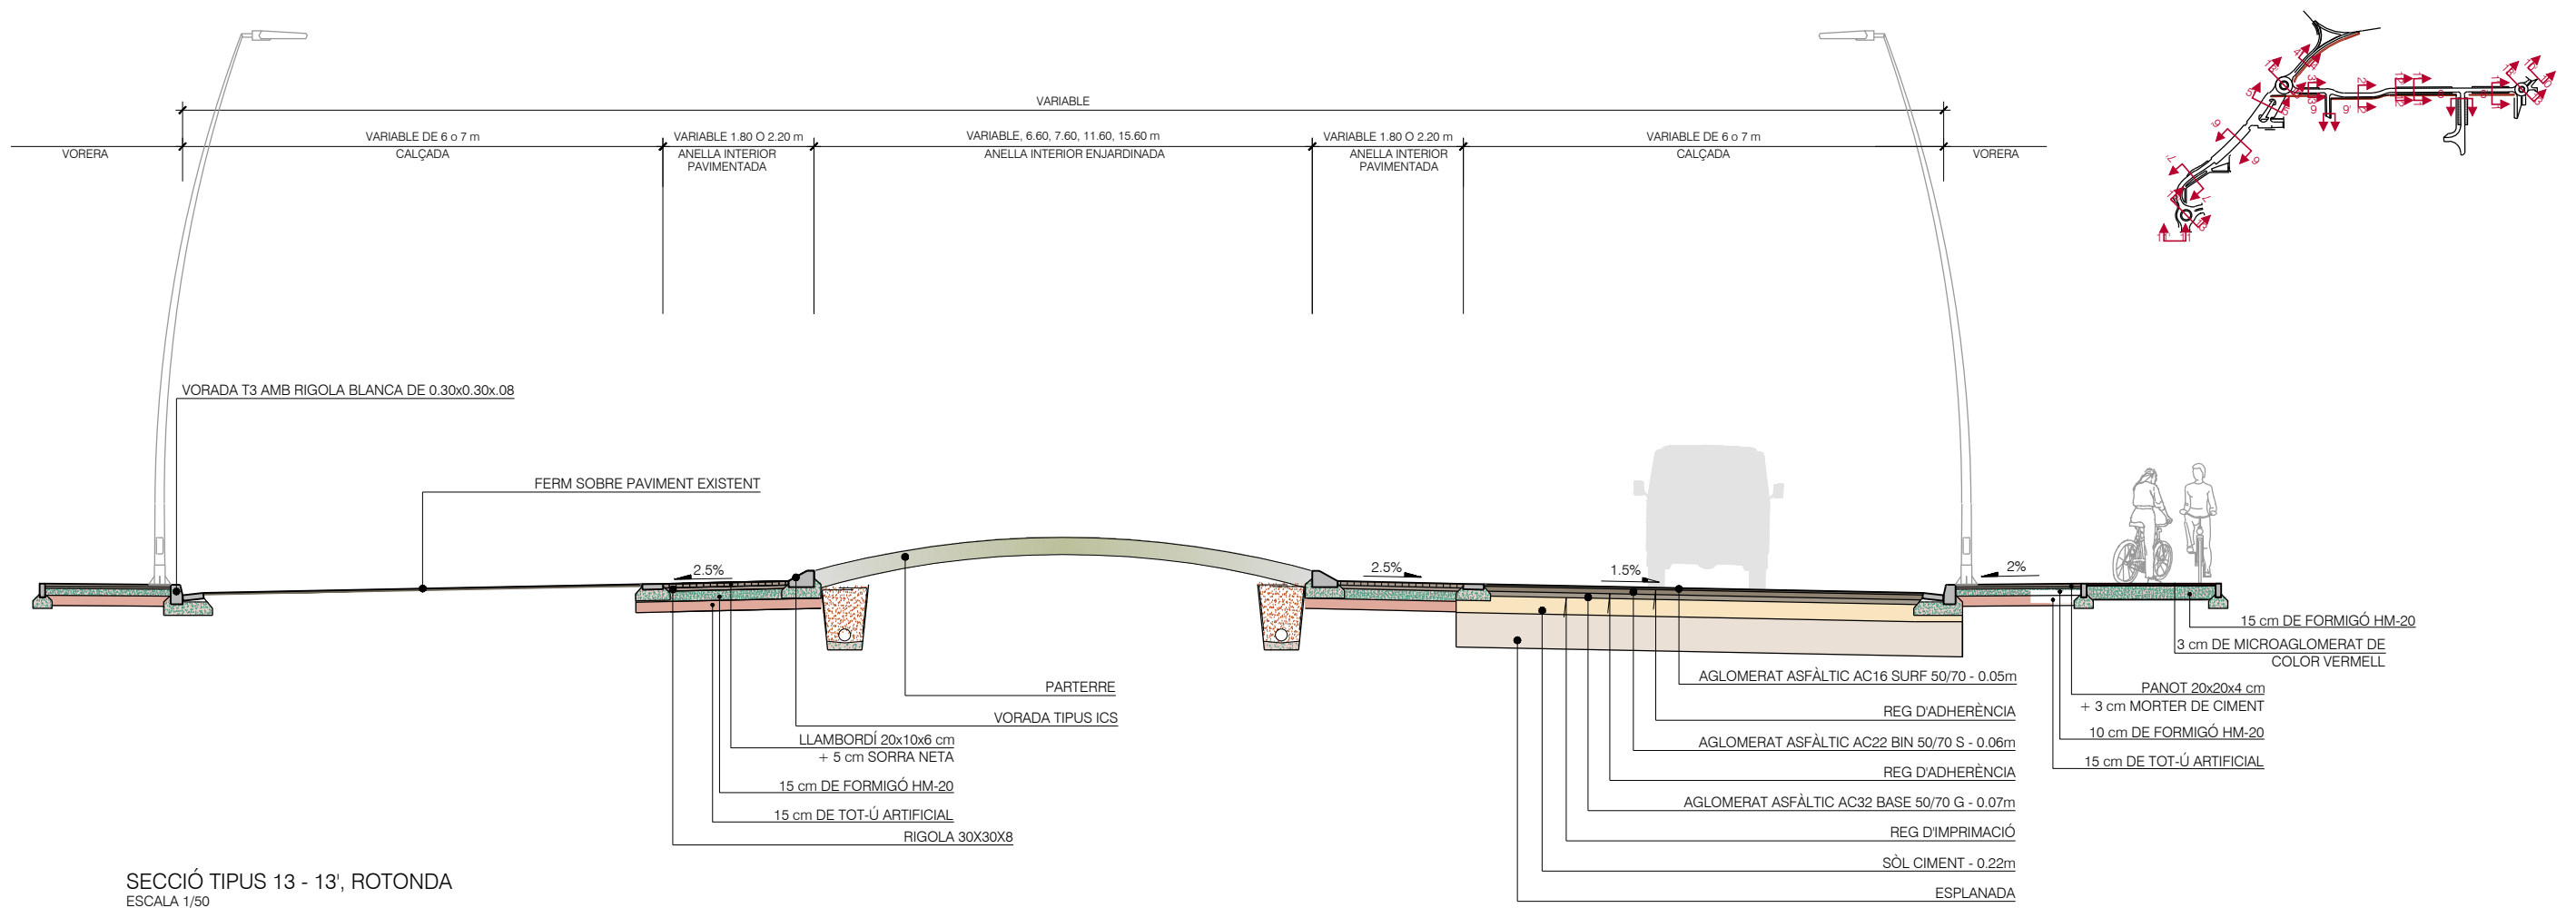 VARIABLE
VARIABLE DE 6 o 7 m
VARIABLE 1.80 O 2.20 m
VARIABLE, 6.60, 7.60, 11.60, 15.60 m
VARIABLE 1.80 O 2.20 m
VARIABLE DE 6 o 7 m
VORERA
CALÇADA
ANELLA INTERIOR
PAVIMENTADA
ANELLA INTERIOR ENJARDINADA
ANELLA INTERIOR
PAVIMENTADA
CALÇADA
VORERA
VORADA T3 AMB RIGOLA BLANCA DE 0.30x0.30x.08
FERM SOBRE PAVIMENT EXISTENT
2.5%
2.5%
1.5%
2%
PARTERRE
VORADA TIPUS ICS
LLAMBORDÍ 20x10x6 cm
+ 5 cm SORRA NETA
15 cm DE FORMIGÓ HM-20
15 cm DE TOT-Ú ARTIFICIAL
RIGOLA 30X30X8
AGLOMERAT ASFÀLTIC AC16 SURF 50/70 - 0.05m
REG D'ADHERÈNCIA
AGLOMERAT ASFÀLTIC AC22 BIN 50/70 S - 0.06m
REG D'ADHERÈNCIA
AGLOMERAT ASFÀLTIC AC32 BASE 50/70 G - 0.07m
REG D'IMPRIMACIÓ
SÒL CIMENT - 0.22m
ESPLANADA
15 cm DE FORMIGÓ HM-20
3 cm DE MICROAGLOMERAT DE
COLOR VERMELL
PANOT 20x20x4 cm
+ 3 cm MORTER DE CIMENT
10 cm DE FORMIGÓ HM-20
15 cm DE TOT-Ú ARTIFICIAL
SECCIÓ TIPUS 13 - 13', ROTONDA
ESCALA 1/50